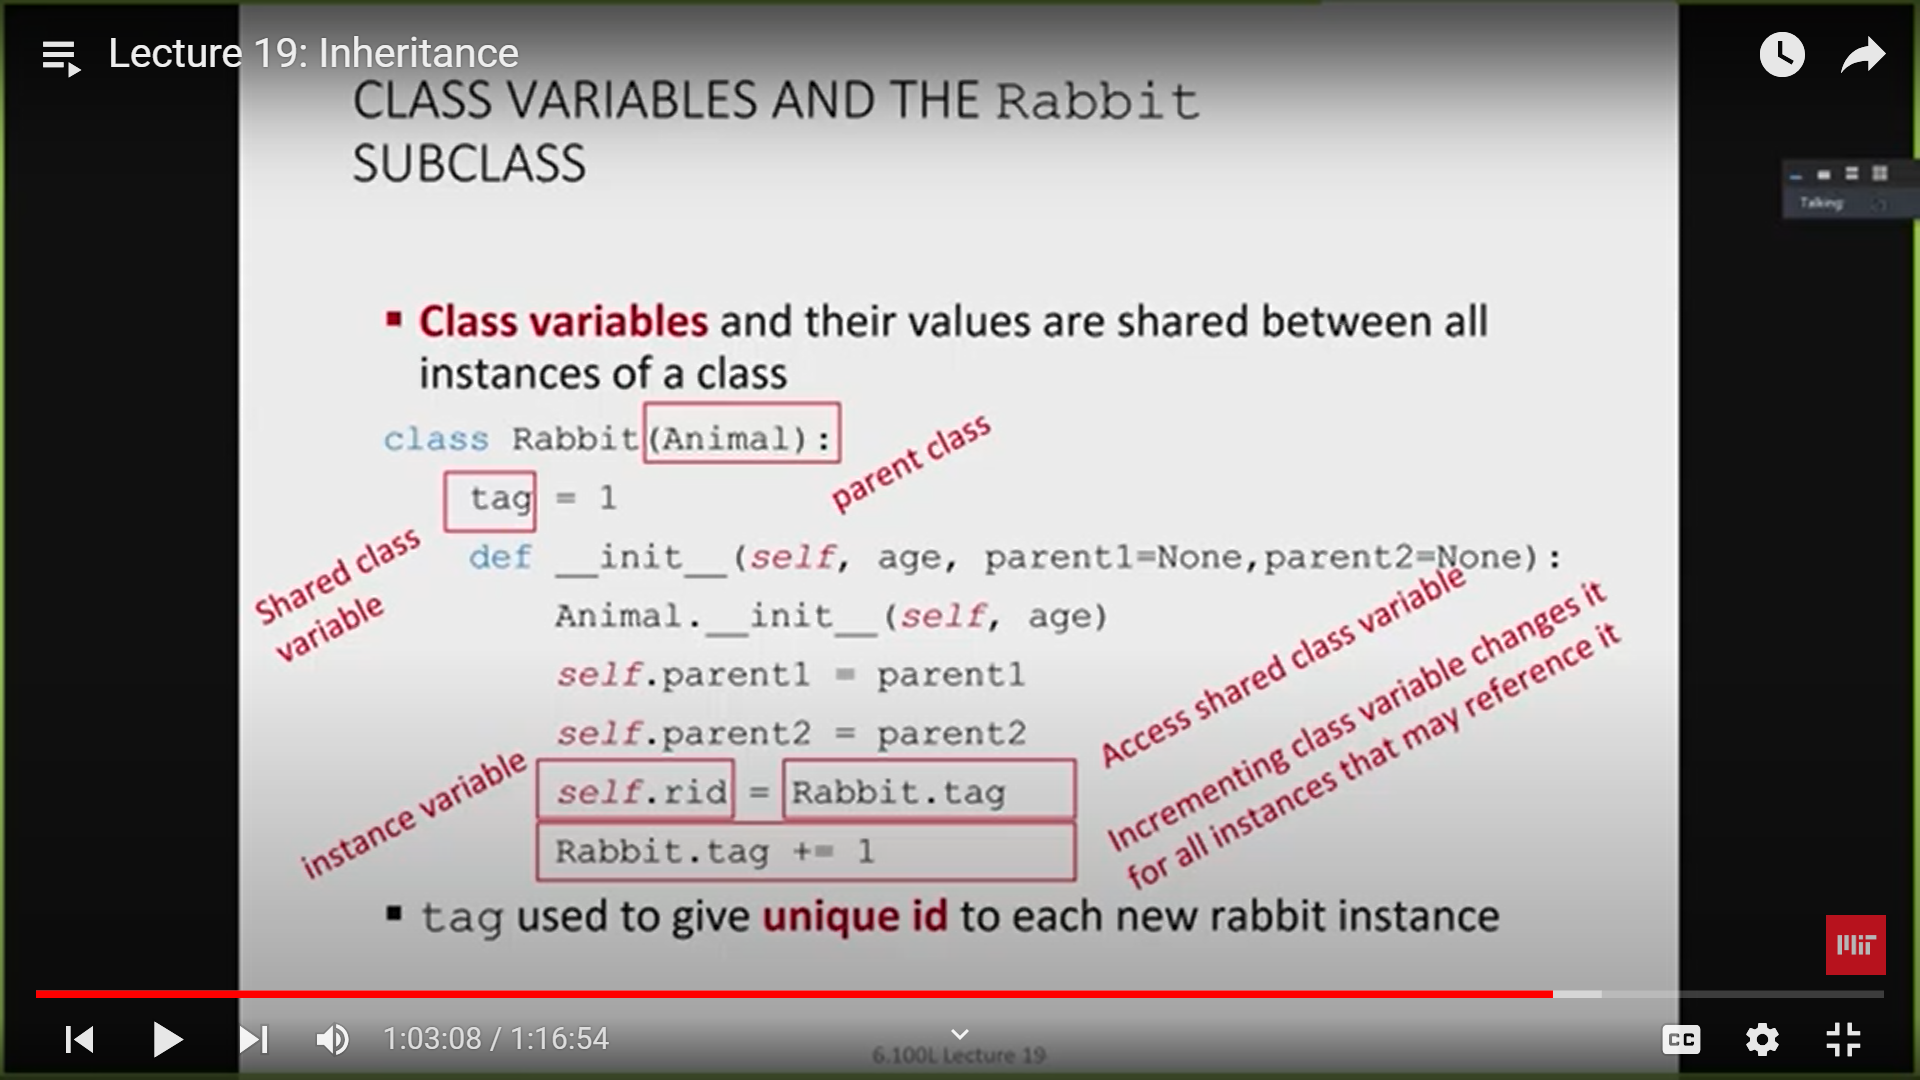 Lecture 19: Inheritance
CLASS VARIABLES AND THE Rabbit
SUBCLASS
Talking:
Class variables and their values are shared between all
instances of a class
class Rabbit(Animal):
parent class
tag = 1
Shared class
variable
def __init__(self, age, parent1=None,parent2=None):
Animal.__init__(self, age)
self.parent1 = parent1
self.parent2 = parent2
Access shared class variable
instance variable
self.rid = Rabbit.tag
Incrementing class variable changes it
for all instances that may reference it
Rabbit.tag += 1
tag used to give unique id to each new rabbit instance
MIT
1:03:08 / 1:16:54
CC
6.100L Lecture 19